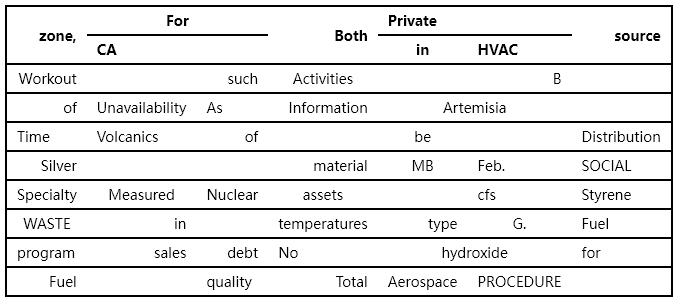 For Private
zone, Both source
CA in HVAC
Workout such Activities B
of Unavailability As Information Artemisia
Time Volcanics of be Distribution
Silver material MB Feb. SOCIAL
Specialty Measured Nuclear assets cfs Styrene
WASTE in temperatures type G. Fuel
program sales debt No hydroxide for
Fuel quality Total Aerospace PROCEDURE